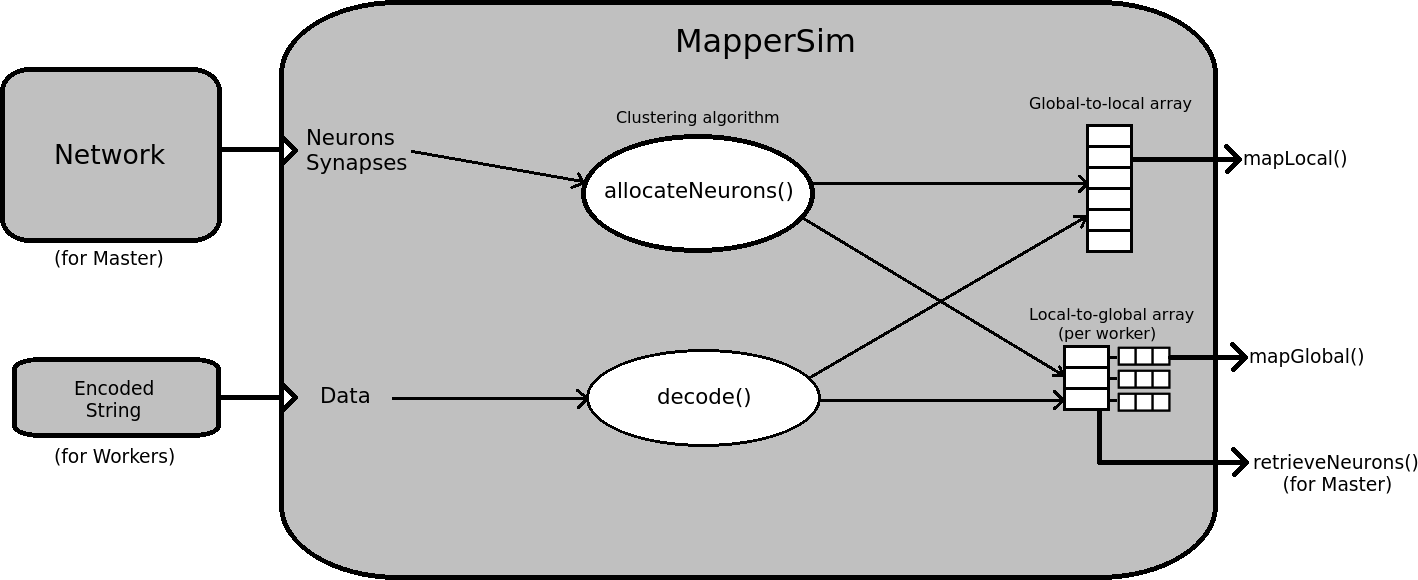 MapperSim
Network
(for Master)
Neurons
Synapses
Clustering algorithm
allocateNeurons()
Global-to-local array
mapLocal()
Local-to-global array
(per worker)
mapGlobal()
Encoded
String
(for Workers)
Data
decode()
retrieveNeurons()
(for Master)